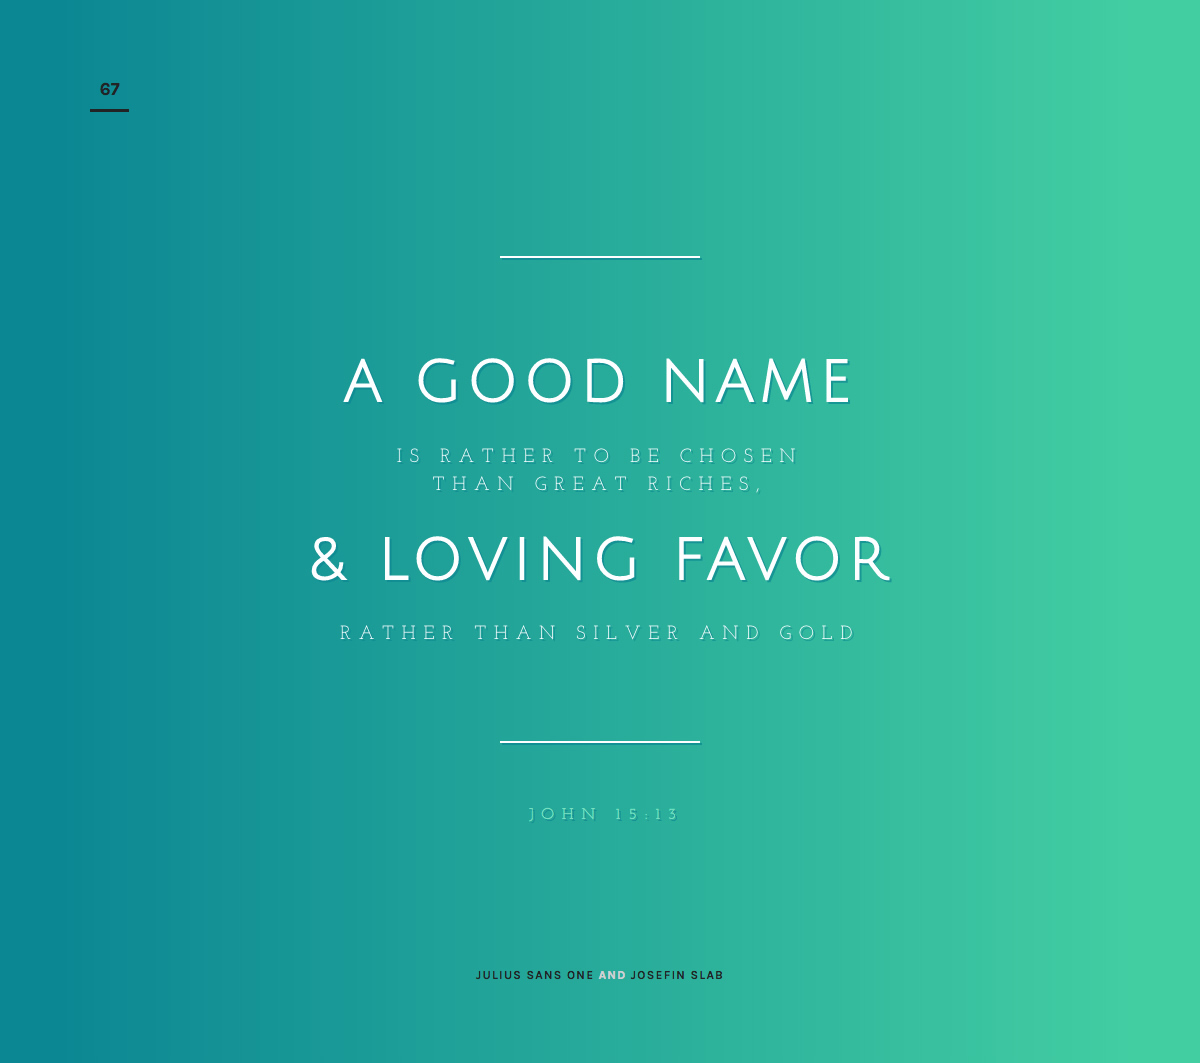 67
A GOOD NAME
IS RATHER TO BE CHOSEN
THAN GREAT RICHES,
& LOVING FAVOR
RATHER THAN SILVER AND GOLD
JOHN 15:13
JULIUS SANS ONE AND JOSEFIN SLAB